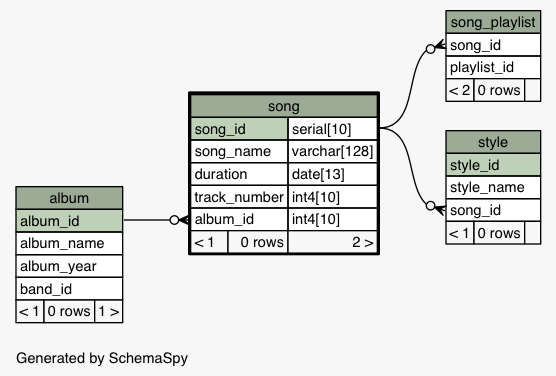 song_playlist
song_id
playlist_id
< 2 0 rows
song
song_id serial[10]
song_name varchar[128]
duration date[13]
track_number int4[10]
album_id int4[10]
< 1 0 rows 2 >
style
style_id
style_name
song_id
< 1 0 rows
album
album_id
album_name
album_year
band_id
< 1 0 rows 1 >
Generated by SchemaSpy